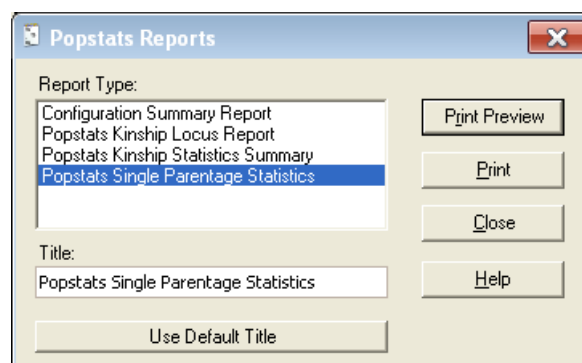 Popstats Reports
Report Type:
Configuration Summary Report
Popstats Kinship Locus Report
Popstats Kinship Statistics Summary
Popstats Single Parentage Statistics
Title:
Popstats Single Parentage Statistics
Use Default Title
Print Preview
Print
Close
Help